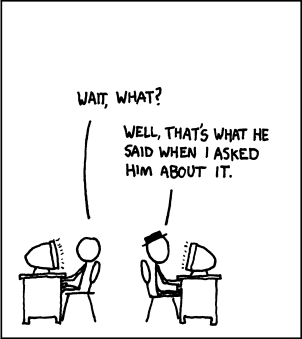 WAIT, WHAT?
WELL, THAT'S WHAT HE
SAID WHEN I ASKED
HIM ABOUT IT.